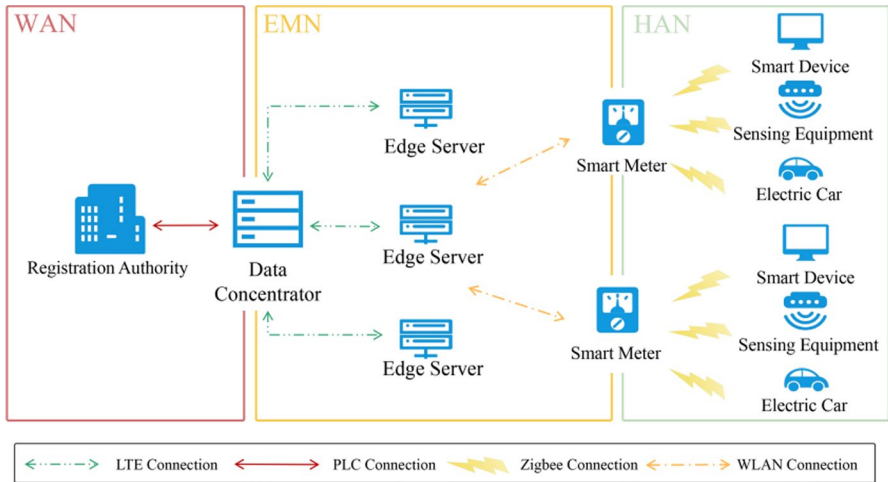 WAN
EMN
HAN
Smart Device
Sensing Equipment
Electric Car
Edge Server
Smart Meter
Registration Authority
Data
Concentrator
Edge Server
Edge Server
Smart Meter
Smart Device
Sensing Equipment
Electric Car
LTE Connection
PLC Connection
Zigbee Connection
WLAN Connection